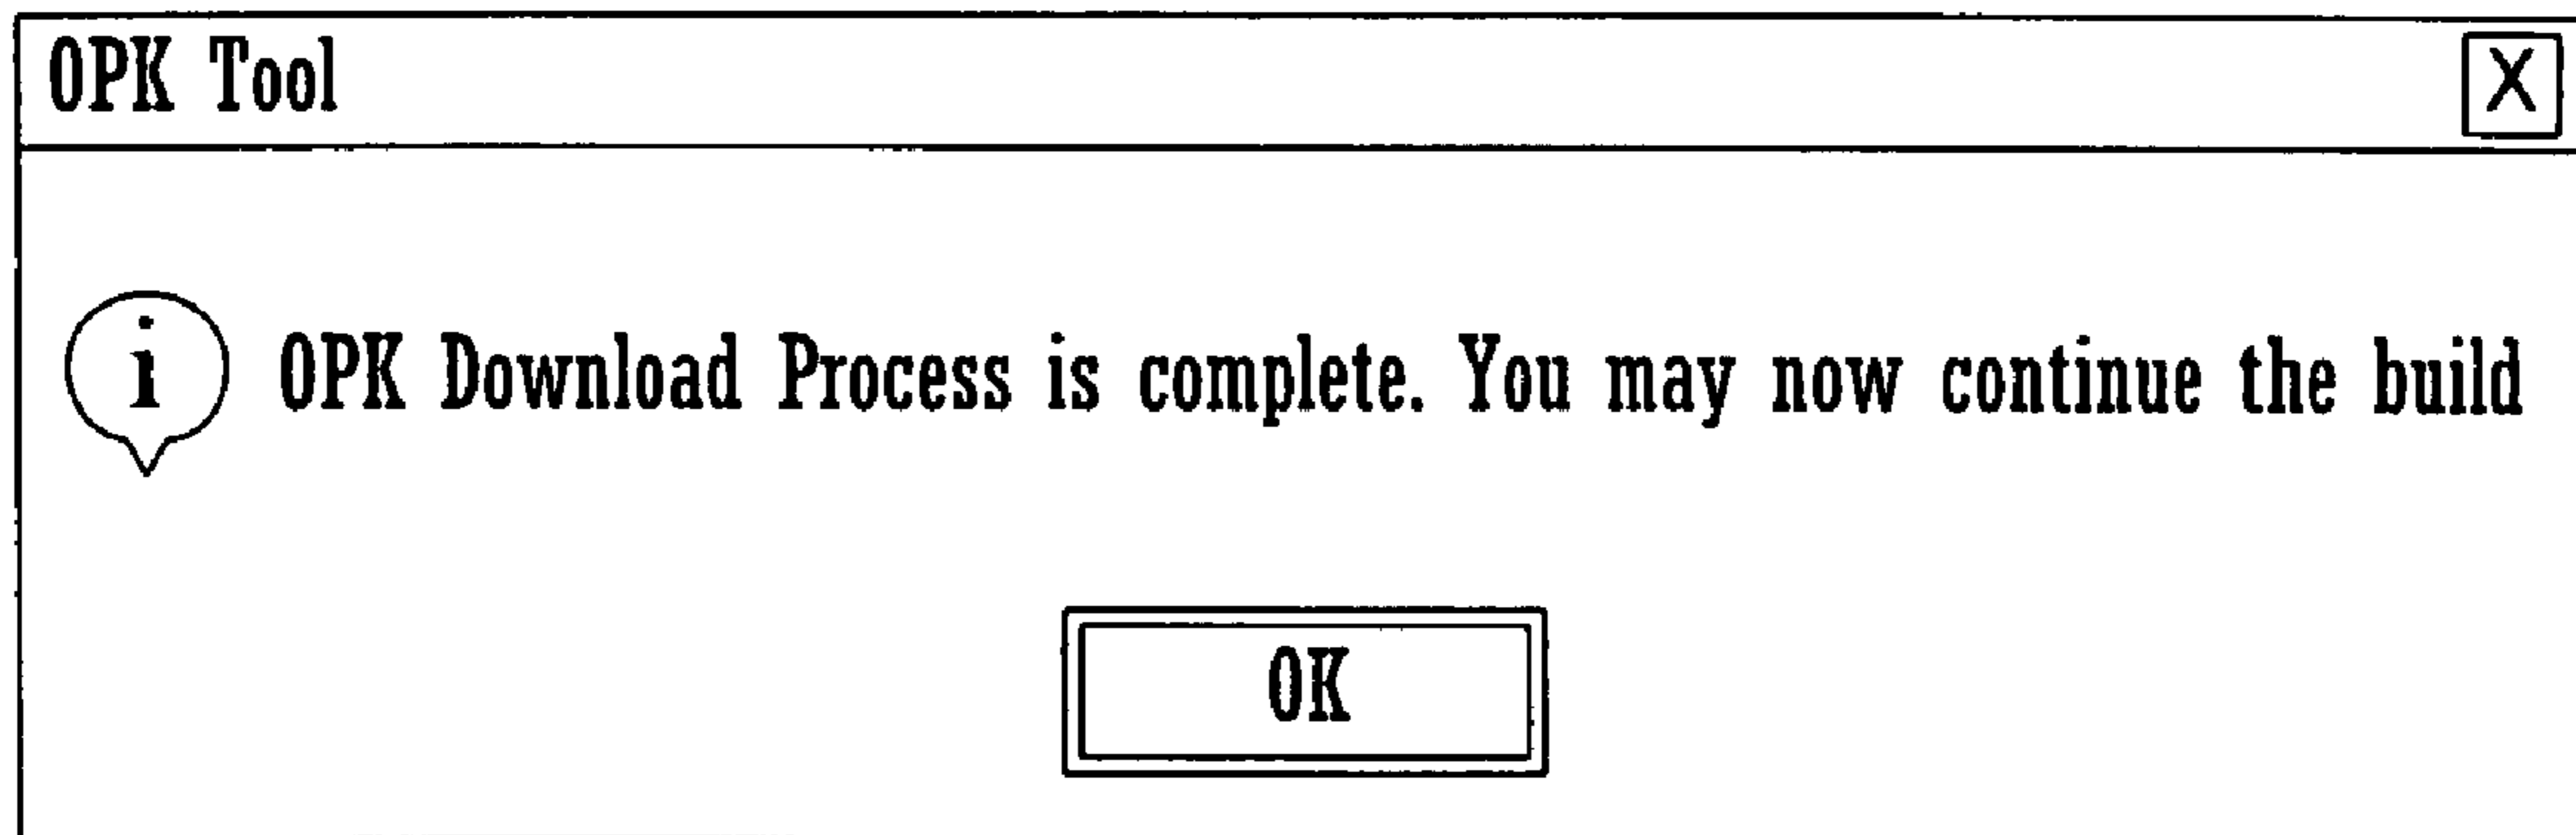 OPK Tool X
i OPK Download Process is complete. You may now continue the build
OK